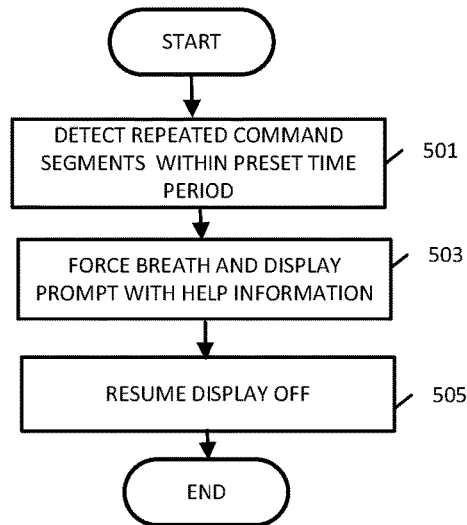 START
DETECT REPEATED COMMAND
SEGMENTS WITHIN PRESET TIME
PERIOD
501
FORCE BREATH AND DISPLAY
PROMPT WITH HELP INFORMATION
503
RESUME DISPLAY OFF
505
END